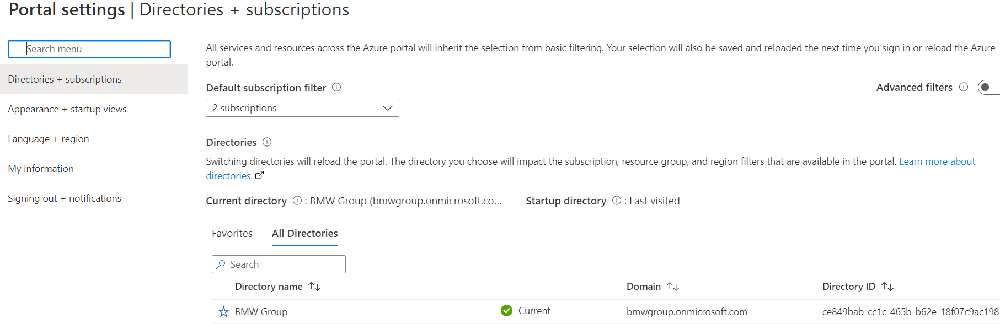 Portal settings | Directories + subscriptions
Search menu
Directories + subscriptions
Appearance + startup views
Language + region
My information
Signing out + notifications
All services and resources across the Azure portal will inherit the selection from basic filtering. Your selection will also be saved and reloaded the next time you sign in or reload the Azure
portal.
Default subscription filter
Advanced filters
2 subscriptions
Directories
Switching directories will reload the portal. The directory you choose will impact the subscription, resource group, and region filters that are available in the portal. Learn more about
directories.
Current directory : BMW Group (bmwgroup.onmicrosoft.co... Startup directory : Last visited
Favorites All Directories
Search
Directory name Domain Directory ID
BMW Group Current bmwgroup.onmicrosoft.com ce849bab-cc1c-465b-b62e-18f07c9ac198